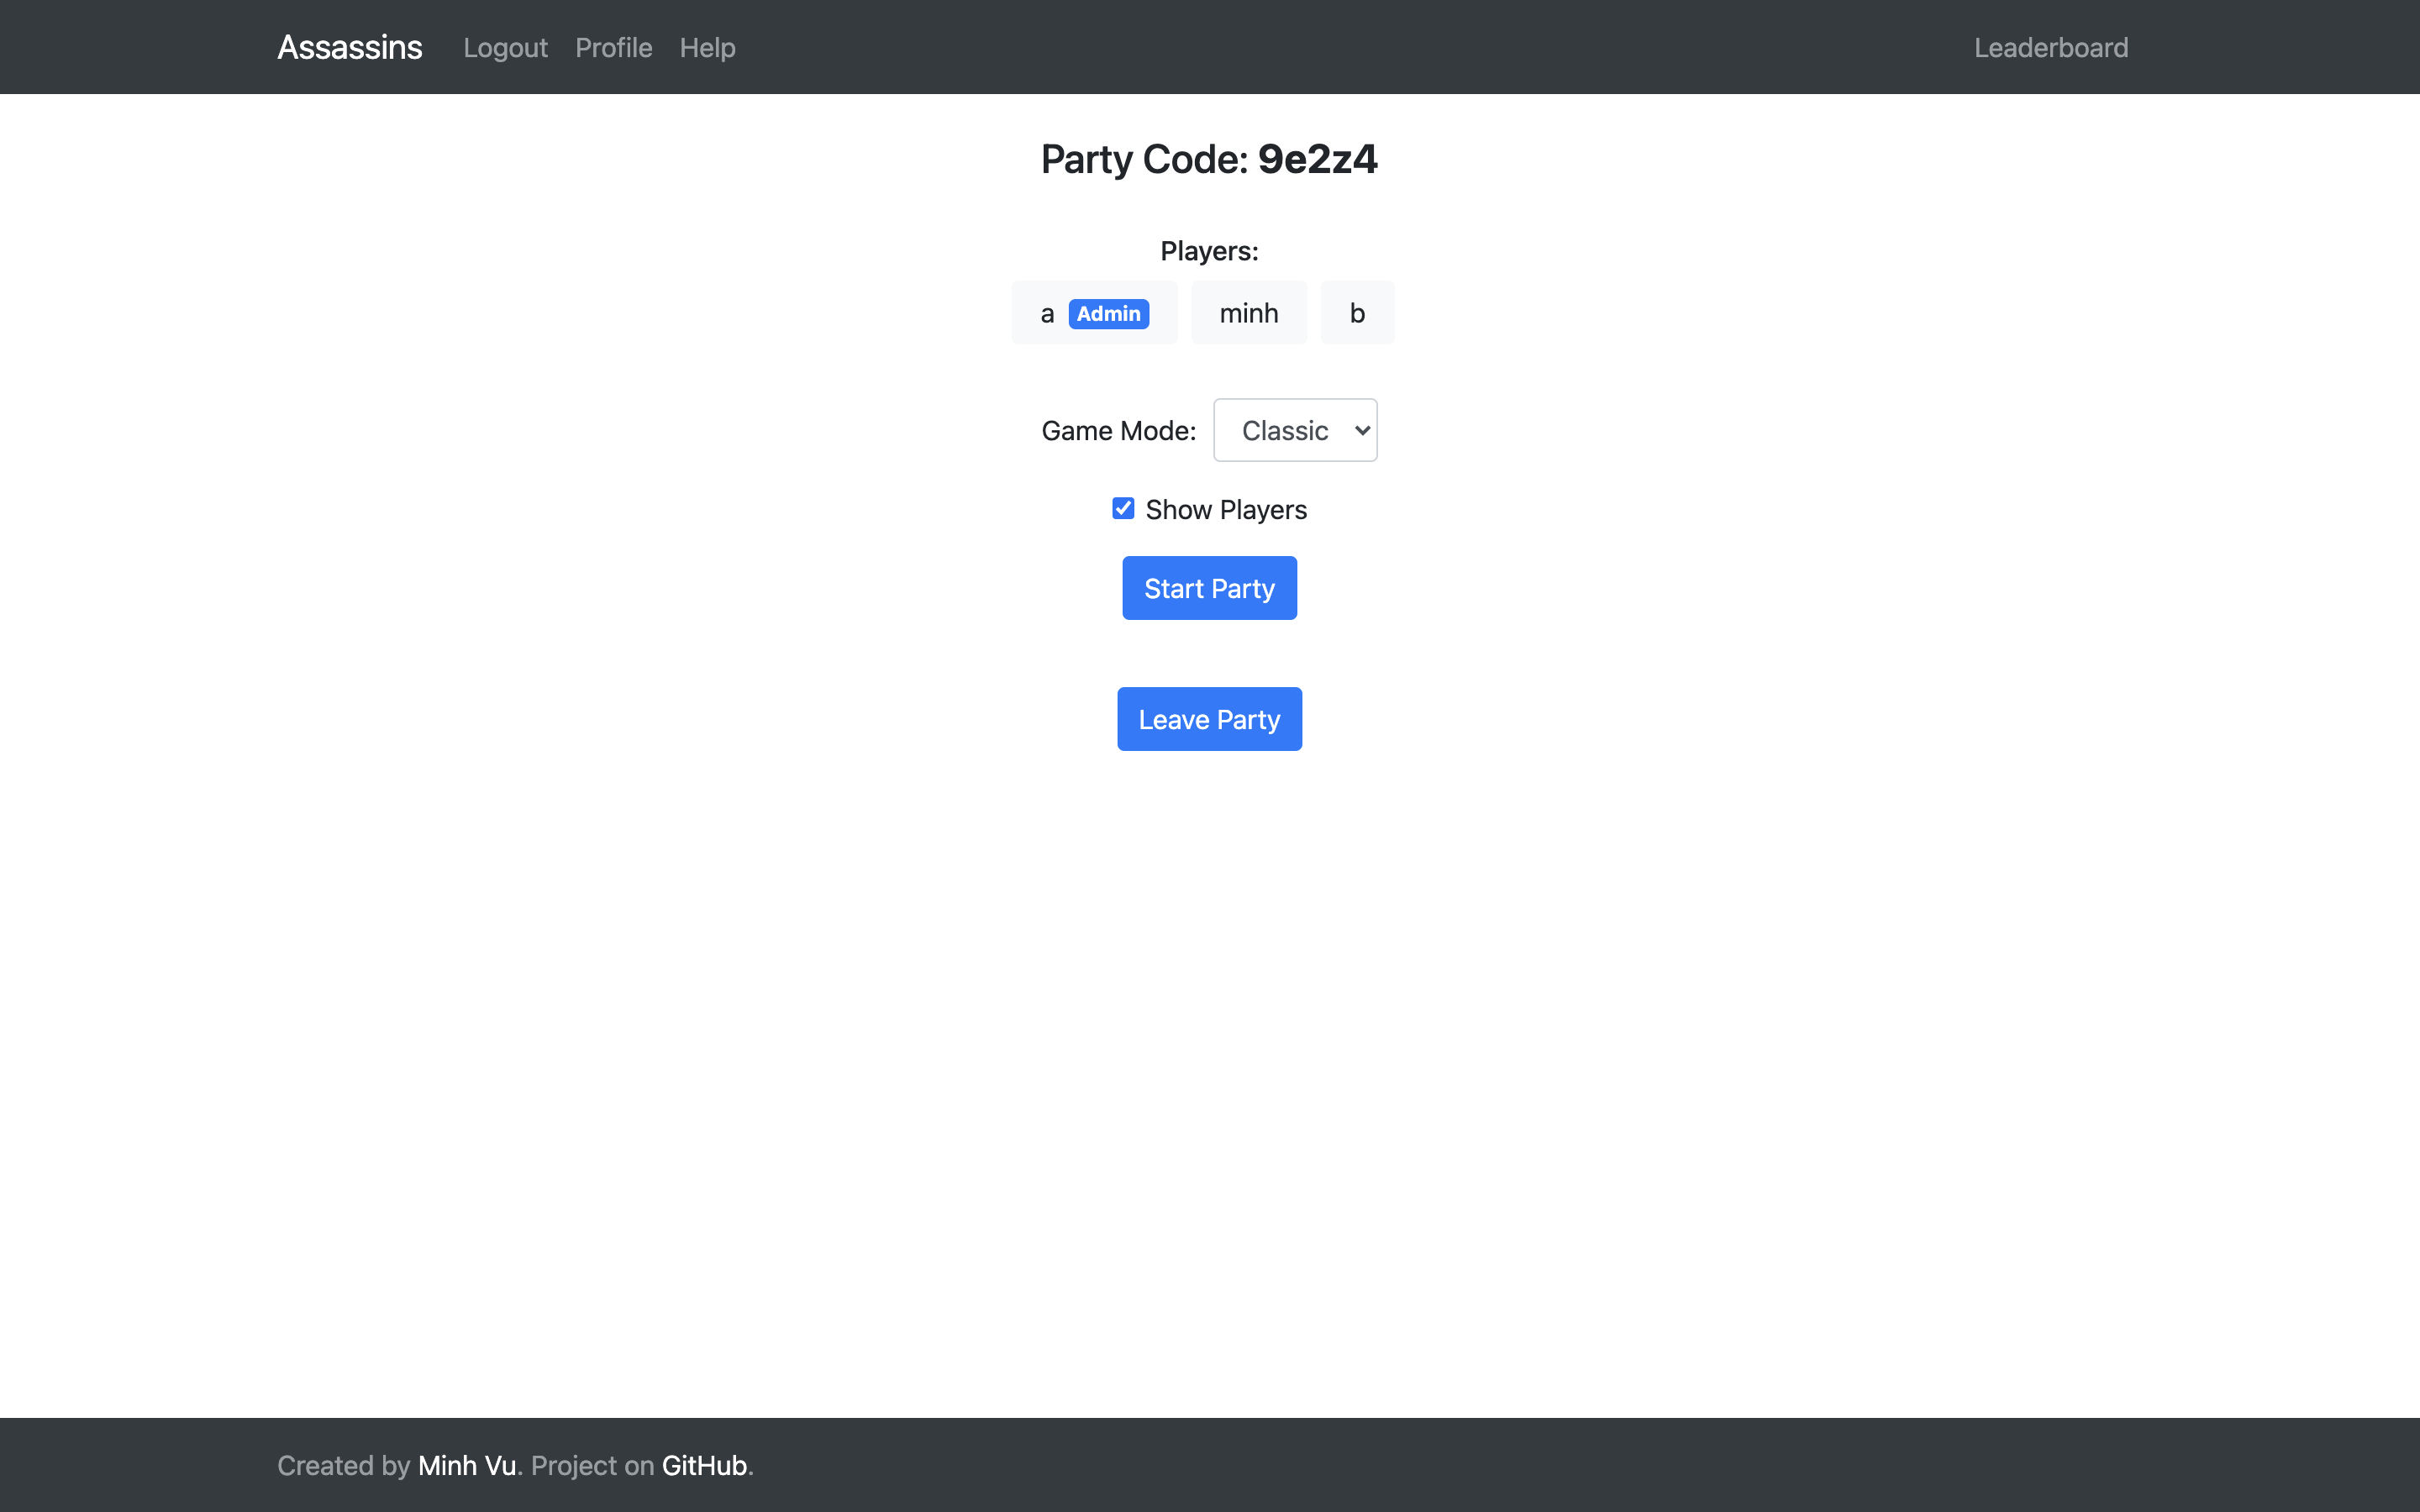 Assassins Logout Profile Help Leaderboard
Party Code: 9e2z4
Players:
a Admin minh b
Game Mode: Classic
Show Players
Start Party
Leave Party
Created by Minh Vu. Project on GitHub.